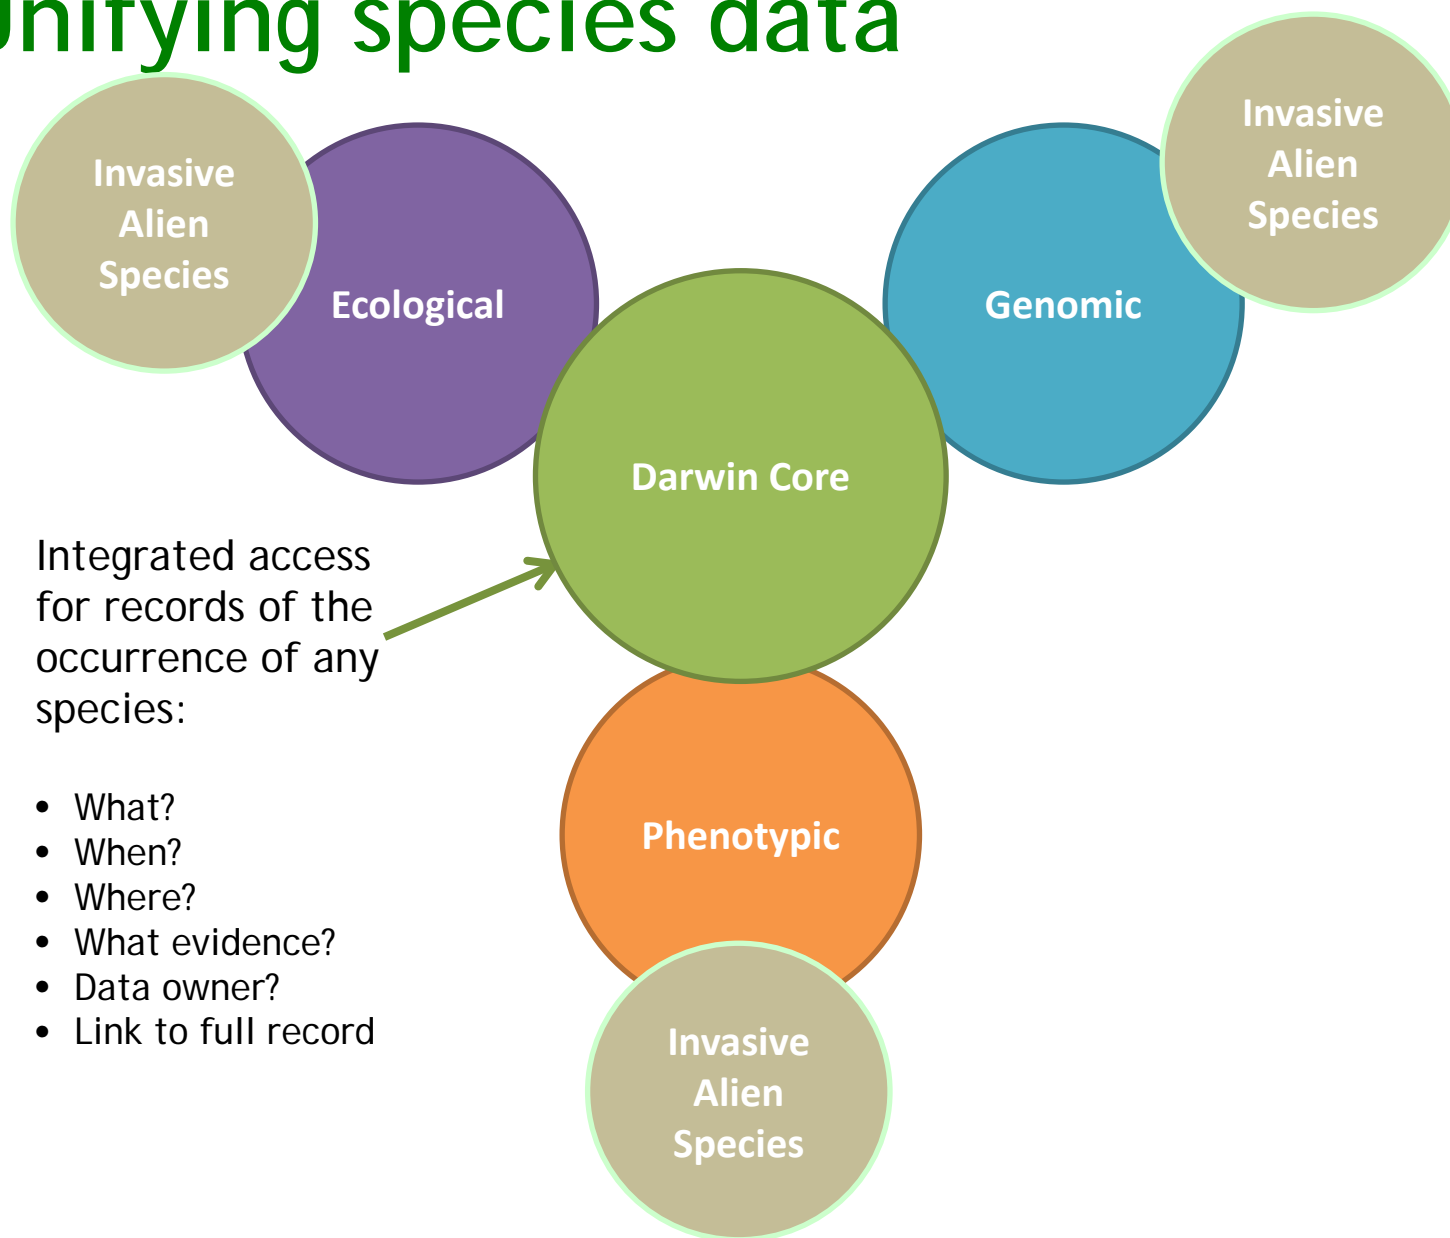 Unifying species data
Invasive
Alien
Species
Invasive
Alien
Species
Ecological
Genomic
Darwin Core
Integrated access
for records of the
occurrence of any
species:
• What?
• When?
• Where?
• What evidence?
• Data owner?
• Link to full record
Phenotypic
Invasive
Alien
Species